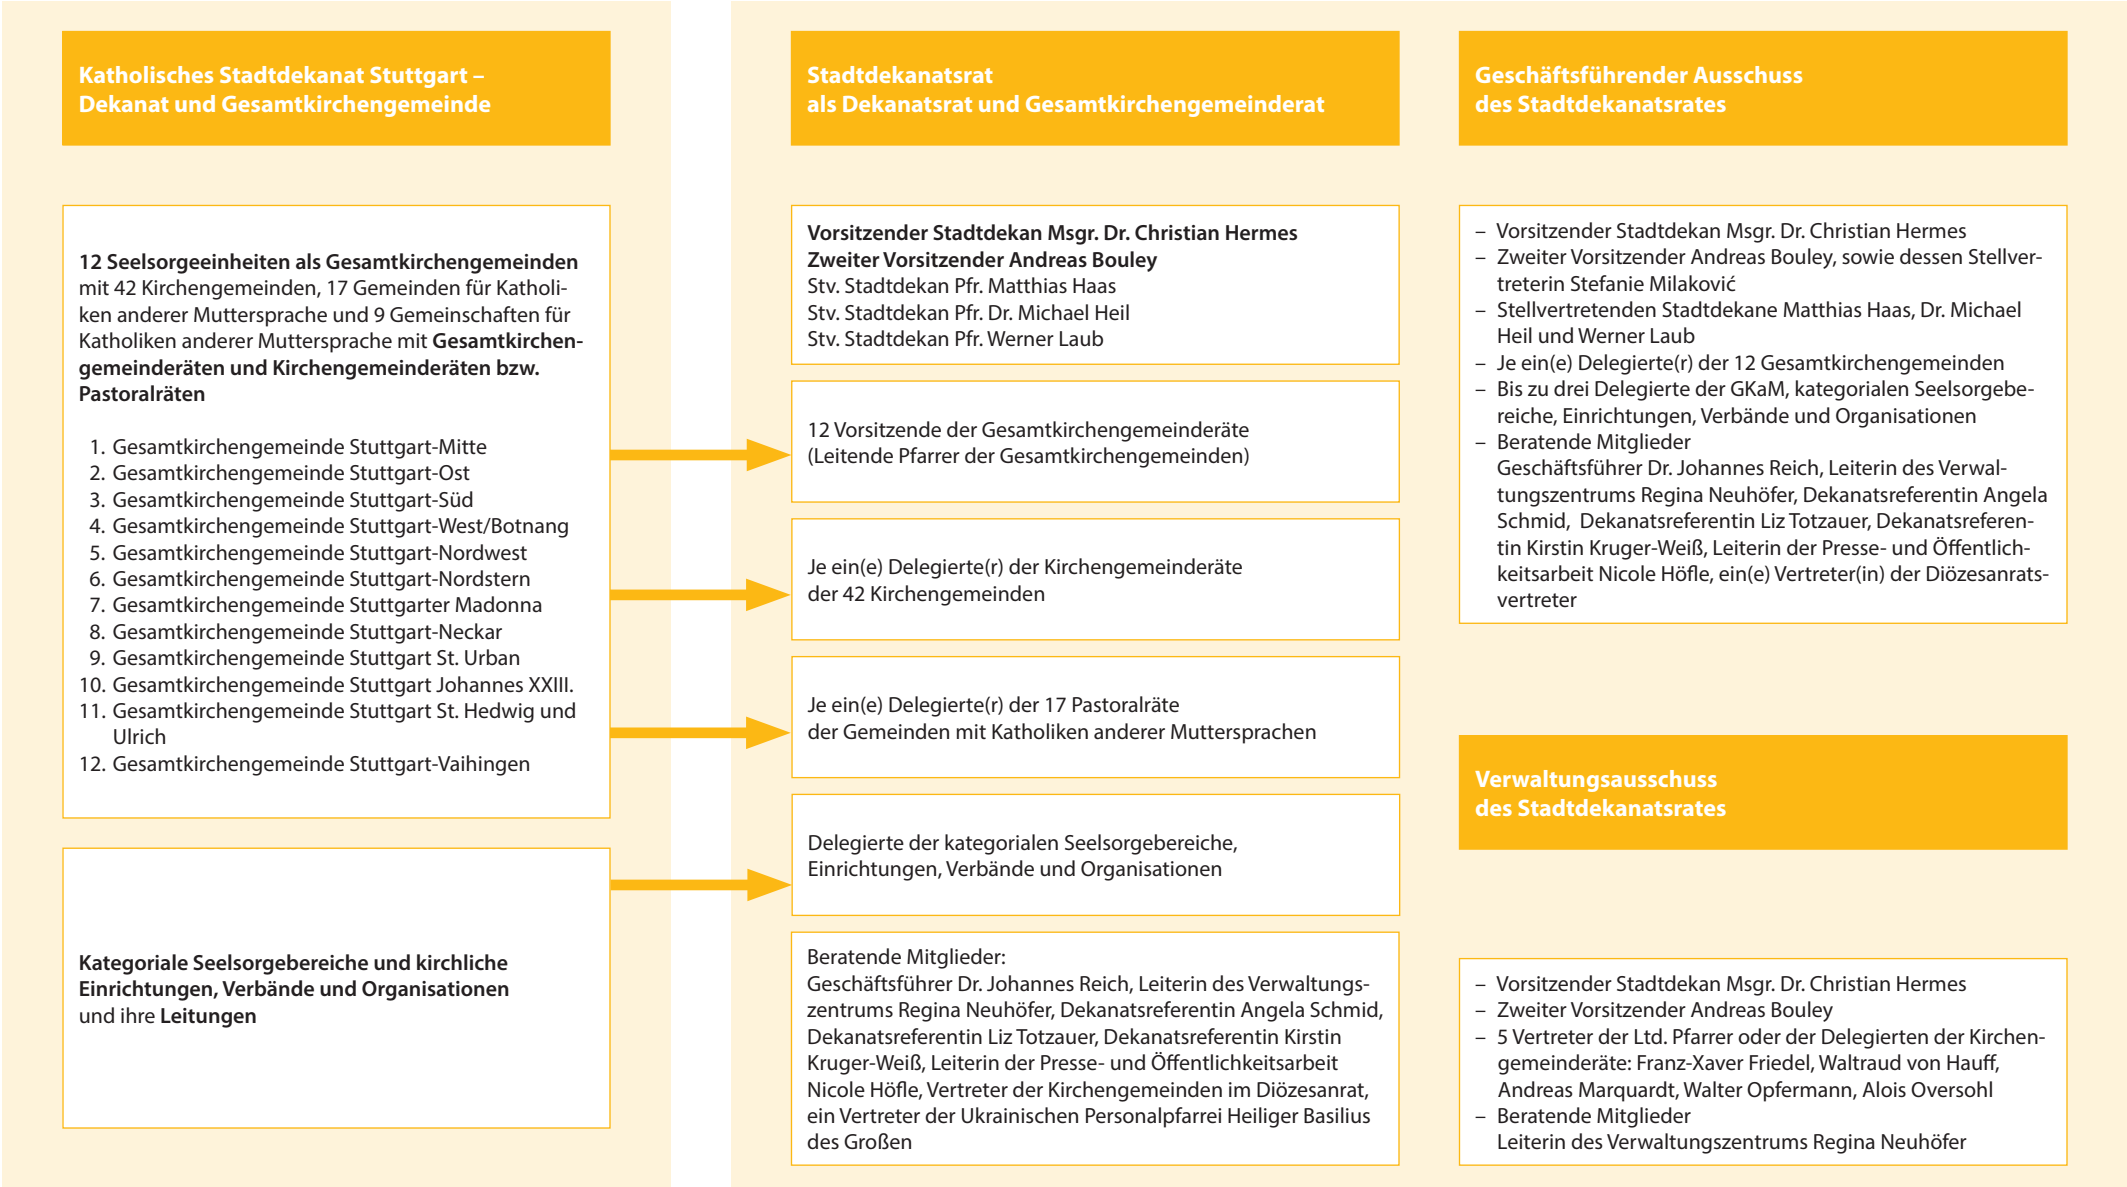 Katholisches Stadtdekanat Stuttgart –
Dekanat und Gesamtkirchengemeinde
12 Seelsorgeeinheiten als Gesamtkirchengemeinden
mit 42 Kirchengemeinden, 17 Gemeinden für Katholi-
ken anderer Muttersprache und 9 Gemeinschaften für
Katholiken anderer Muttersprache mit Gesamtkirchen-
gemeinderäten und Kirchengemeinderäten bzw.
Pastoralräten
1. Gesamtkirchengemeinde Stuttgart-Mitte
2. Gesamtkirchengemeinde Stuttgart-Ost
3. Gesamtkirchengemeinde Stuttgart-Süd
4. Gesamtkirchengemeinde Stuttgart-West/Botnang
5. Gesamtkirchengemeinde Stuttgart-Nordwest
6. Gesamtkirchengemeinde Stuttgart-Nordstern
7. Gesamtkirchengemeinde Stuttgarter Madonna
8. Gesamtkirchengemeinde Stuttgart-Neckar
9. Gesamtkirchengemeinde Stuttgart St. Urban
10. Gesamtkirchengemeinde Stuttgart Johannes XXIII.
11. Gesamtkirchengemeinde Stuttgart St. Hedwig und
Ulrich
12. Gesamtkirchengemeinde Stuttgart-Vaihingen
Kategoriale Seelsorgebereiche und kirchliche
Einrichtungen, Verbände und Organisationen
und ihre Leitungen
Stadtdekanatsrat
als Dekanatsrat und Gesamtkirchengemeinderat
Vorsitzender Stadtdekan Msgr. Dr. Christian Hermes
Zweiter Vorsitzender Andreas Bouley
Stv. Stadtdekan Pfr. Matthias Haas
Stv. Stadtdekan Pfr. Dr. Michael Heil
Stv. Stadtdekan Pfr. Werner Laub
12 Vorsitzende der Gesamtkirchengemeinderäte
(Leitende Pfarrer der Gesamtkirchengemeinden)
Je ein(e) Delegierte(r) der Kirchengemeinderäte
der 42 Kirchengemeinden
Je ein(e) Delegierte(r) der 17 Pastoralräte
der Gemeinden mit Katholiken anderer Muttersprachen
Delegierte der kategorialen Seelsorgebereiche,
Einrichtungen, Verbände und Organisationen
Beratende Mitglieder:
Geschäftsführer Dr. Johannes Reich, Leiterin des Verwaltungs-
zentrums Regina Neuhöfer, Dekanatsreferentin Angela Schmid,
Dekanatsreferentin Liz Totzauer, Dekanatsreferentin Kirstin
Kruger-Weiß, Leiterin der Presse- und Öffentlichkeitsarbeit
Nicole Höfle, Vertreter der Kirchengemeinden im Diözesanrat,
ein Vertreter der Ukrainischen Personalpfarrei Heiliger Basilius
des Großen
Geschäftsführender Ausschuss
des Stadtdekanatsrates
– Vorsitzender Stadtdekan Msgr. Dr. Christian Hermes
– Zweiter Vorsitzender Andreas Bouley, sowie dessen Stellver-
treterin Stefanie Milaković
– Stellvertretenden Stadtdekane Matthias Haas, Dr. Michael
Heil und Werner Laub
– Je ein(e) Delegierte(r) der 12 Gesamtkirchengemeinden
– Bis zu drei Delegierte der GKaM, kategorialen Seelsorgebe-
reiche, Einrichtungen, Verbände und Organisationen
– Beratende Mitglieder
Geschäftsführer Dr. Johannes Reich, Leiterin des Verwal-
tungszentrums Regina Neuhöfer, Dekanatsreferentin Angela
Schmid, Dekanatsreferentin Liz Totzauer, Dekanatsreferen-
tin Kirstin Kruger-Weiß, Leiterin der Presse- und Öffentlich-
keitsarbeit Nicole Höfle, ein(e) Vertreter(in) der Diözesanrats-
vertreter
Verwaltungsausschuss
des Stadtdekanatsrates
– Vorsitzender Stadtdekan Msgr. Dr. Christian Hermes
– Zweiter Vorsitzender Andreas Bouley
– 5 Vertreter der Ltd. Pfarrer oder der Delegierten der Kirchen-
gemeinderäte: Franz-Xaver Friedel, Waltraud von Hauff,
Andreas Marquardt, Walter Opfermann, Alois Oversohl
– Beratende Mitglieder
Leiterin des Verwaltungszentrums Regina Neuhöfer